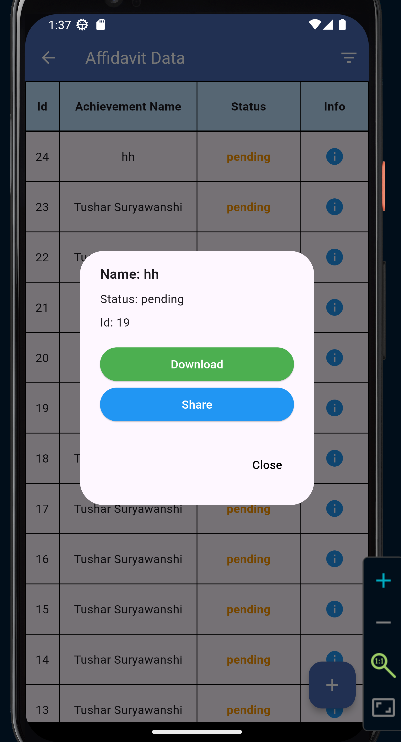 1:37
Affidavit Data
Id Achievement Name Status Info
24 hh pending
23 Tushar Suryawanshi pending
22 Tu
21
20
19
18 T
17 Tushar Suryawanshi pending
16 Tushar Suryawanshi pending
15 Tushar Suryawanshi pending
14 Tushar Suryawanshi pending
13 Tushar Suryawanshi pending
Name: hh
Status: pending
Id: 19
Download
Share
Close
1:1